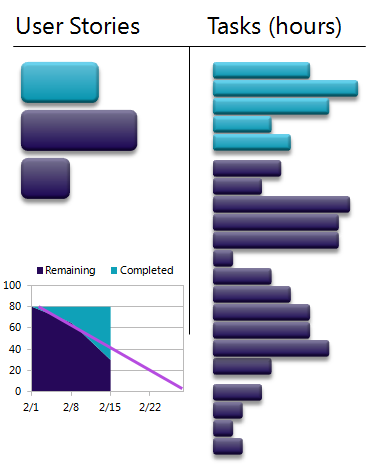 User Stories
Tasks (hours)
Remaining Completed
100
80
60
40
20
0
2/1 2/8 2/15 2/22